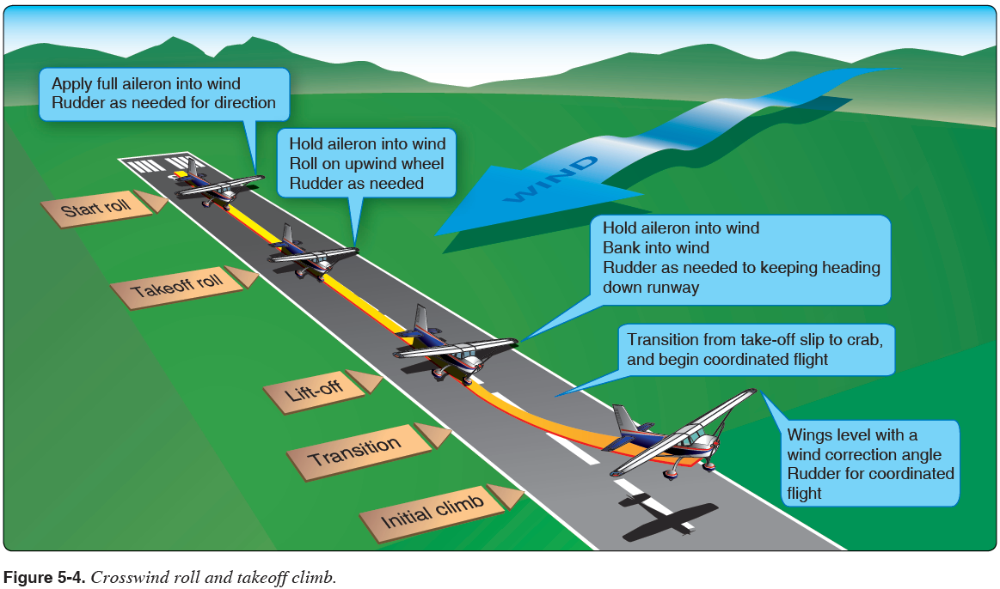 Apply full aileron into wind
Rudder as needed for direction
Hold aileron into wind
Roll on upwind wheel
Rudder as needed
WIND
Start roll
Hold aileron into wind
Bank into wind
Rudder as needed to keeping heading
down runway
Takeoff roll
Transition from take-off slip to crab,
and begin coordinated flight
Lift-off
Wings level with a
wind correction angle
Rudder for coordinated
flight
Transition
Initial climb
Figure 5-4. Crosswind roll and takeoff climb.